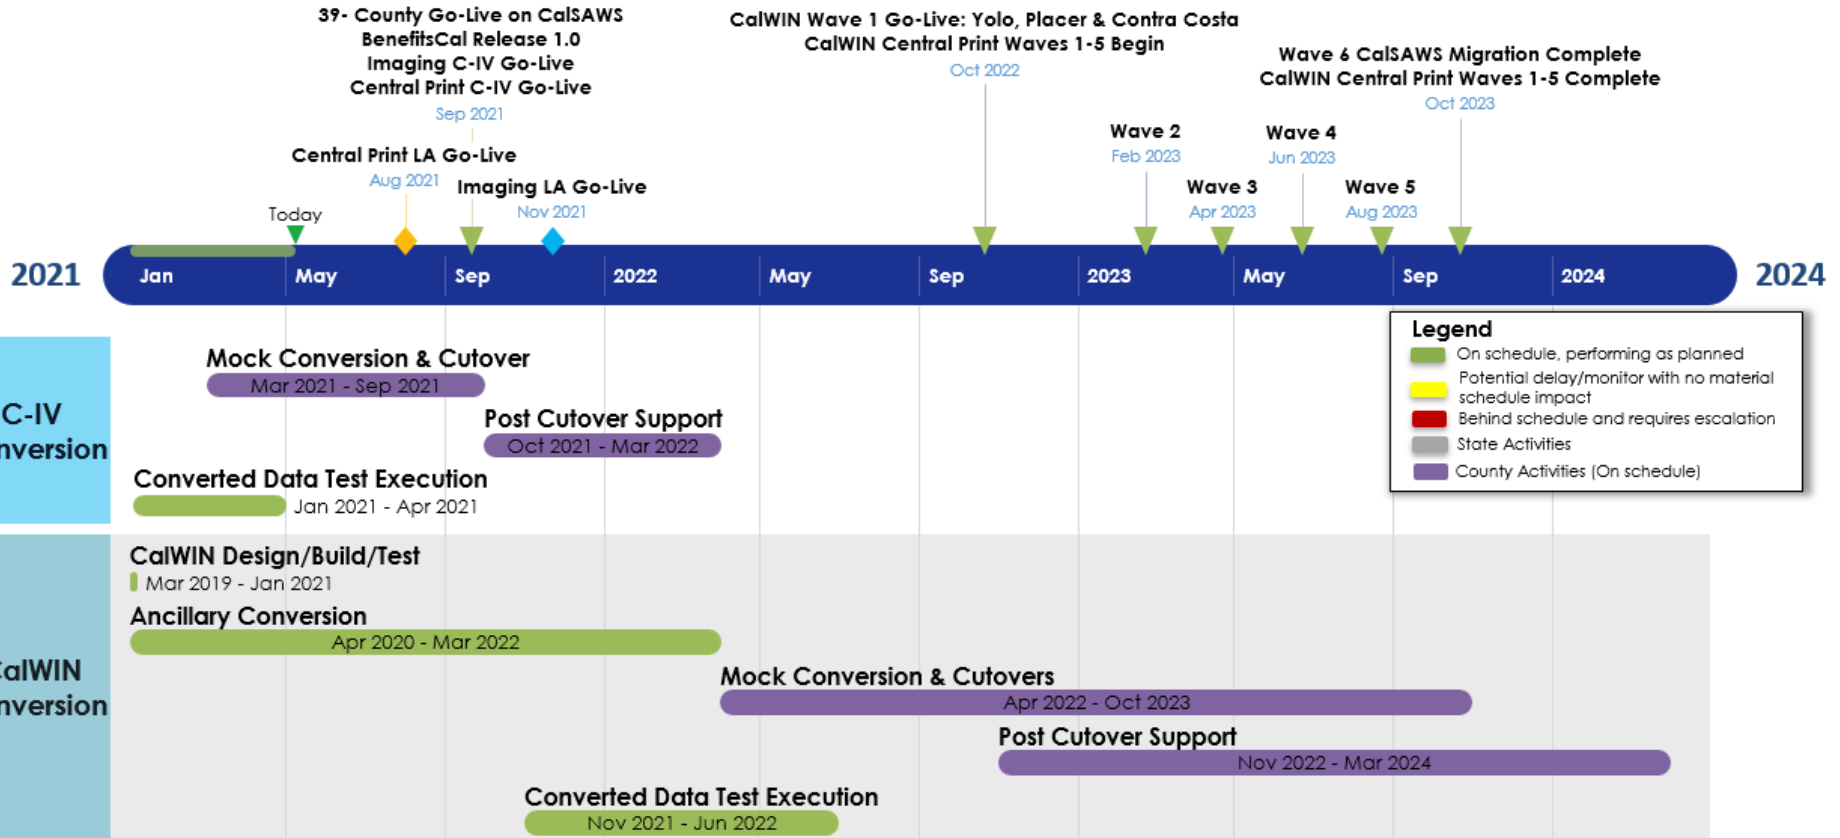 39- County Go-Live on CalSAWS
BenefitsCal Release 1.0
Imaging C-IV Go-Live
Central Print C-IV Go-Live
Sep 2021
Central Print LA Go-Live
Aug 2021
Imaging LA Go-Live
Nov 2021
Today
CalWIN Wave 1 Go-Live: Yolo, Placer & Contra Costa
CalWIN Central Print Waves 1-5 Begin
Oct 2022
Wave 2
Feb 2023
Wave 3
Apr 2023
Wave 4
Jun 2023
Wave 5
Aug 2023
Wave 6 CalSAWS Migration Complete
CalWIN Central Print Waves 1-5 Complete
Oct 2023
2021
Jan
May
Sep
2022
May
Sep
2023
May
Sep
2024
2024
Legend
On schedule, performing as planned
Potential delay/monitor with no material
schedule impact
Behind schedule and requires escalation
State Activities
County Activities (On schedule)
C-IV
nversion
Mock Conversion & Cutover
Mar 2021 - Sep 2021
Post Cutover Support
Oct 2021 - Mar 2022
Converted Data Test Execution
Jan 2021 - Apr 2021
CalWIN
nversion
CalWIN Design/Build/Test
Mar 2019 - Jan 2021
Ancillary Conversion
Apr 2020 - Mar 2022
Mock Conversion & Cutovers
Apr 2022 - Oct 2023
Post Cutover Support
Nov 2022 - Mar 2024
Converted Data Test Execution
Nov 2021 - Jun 2022